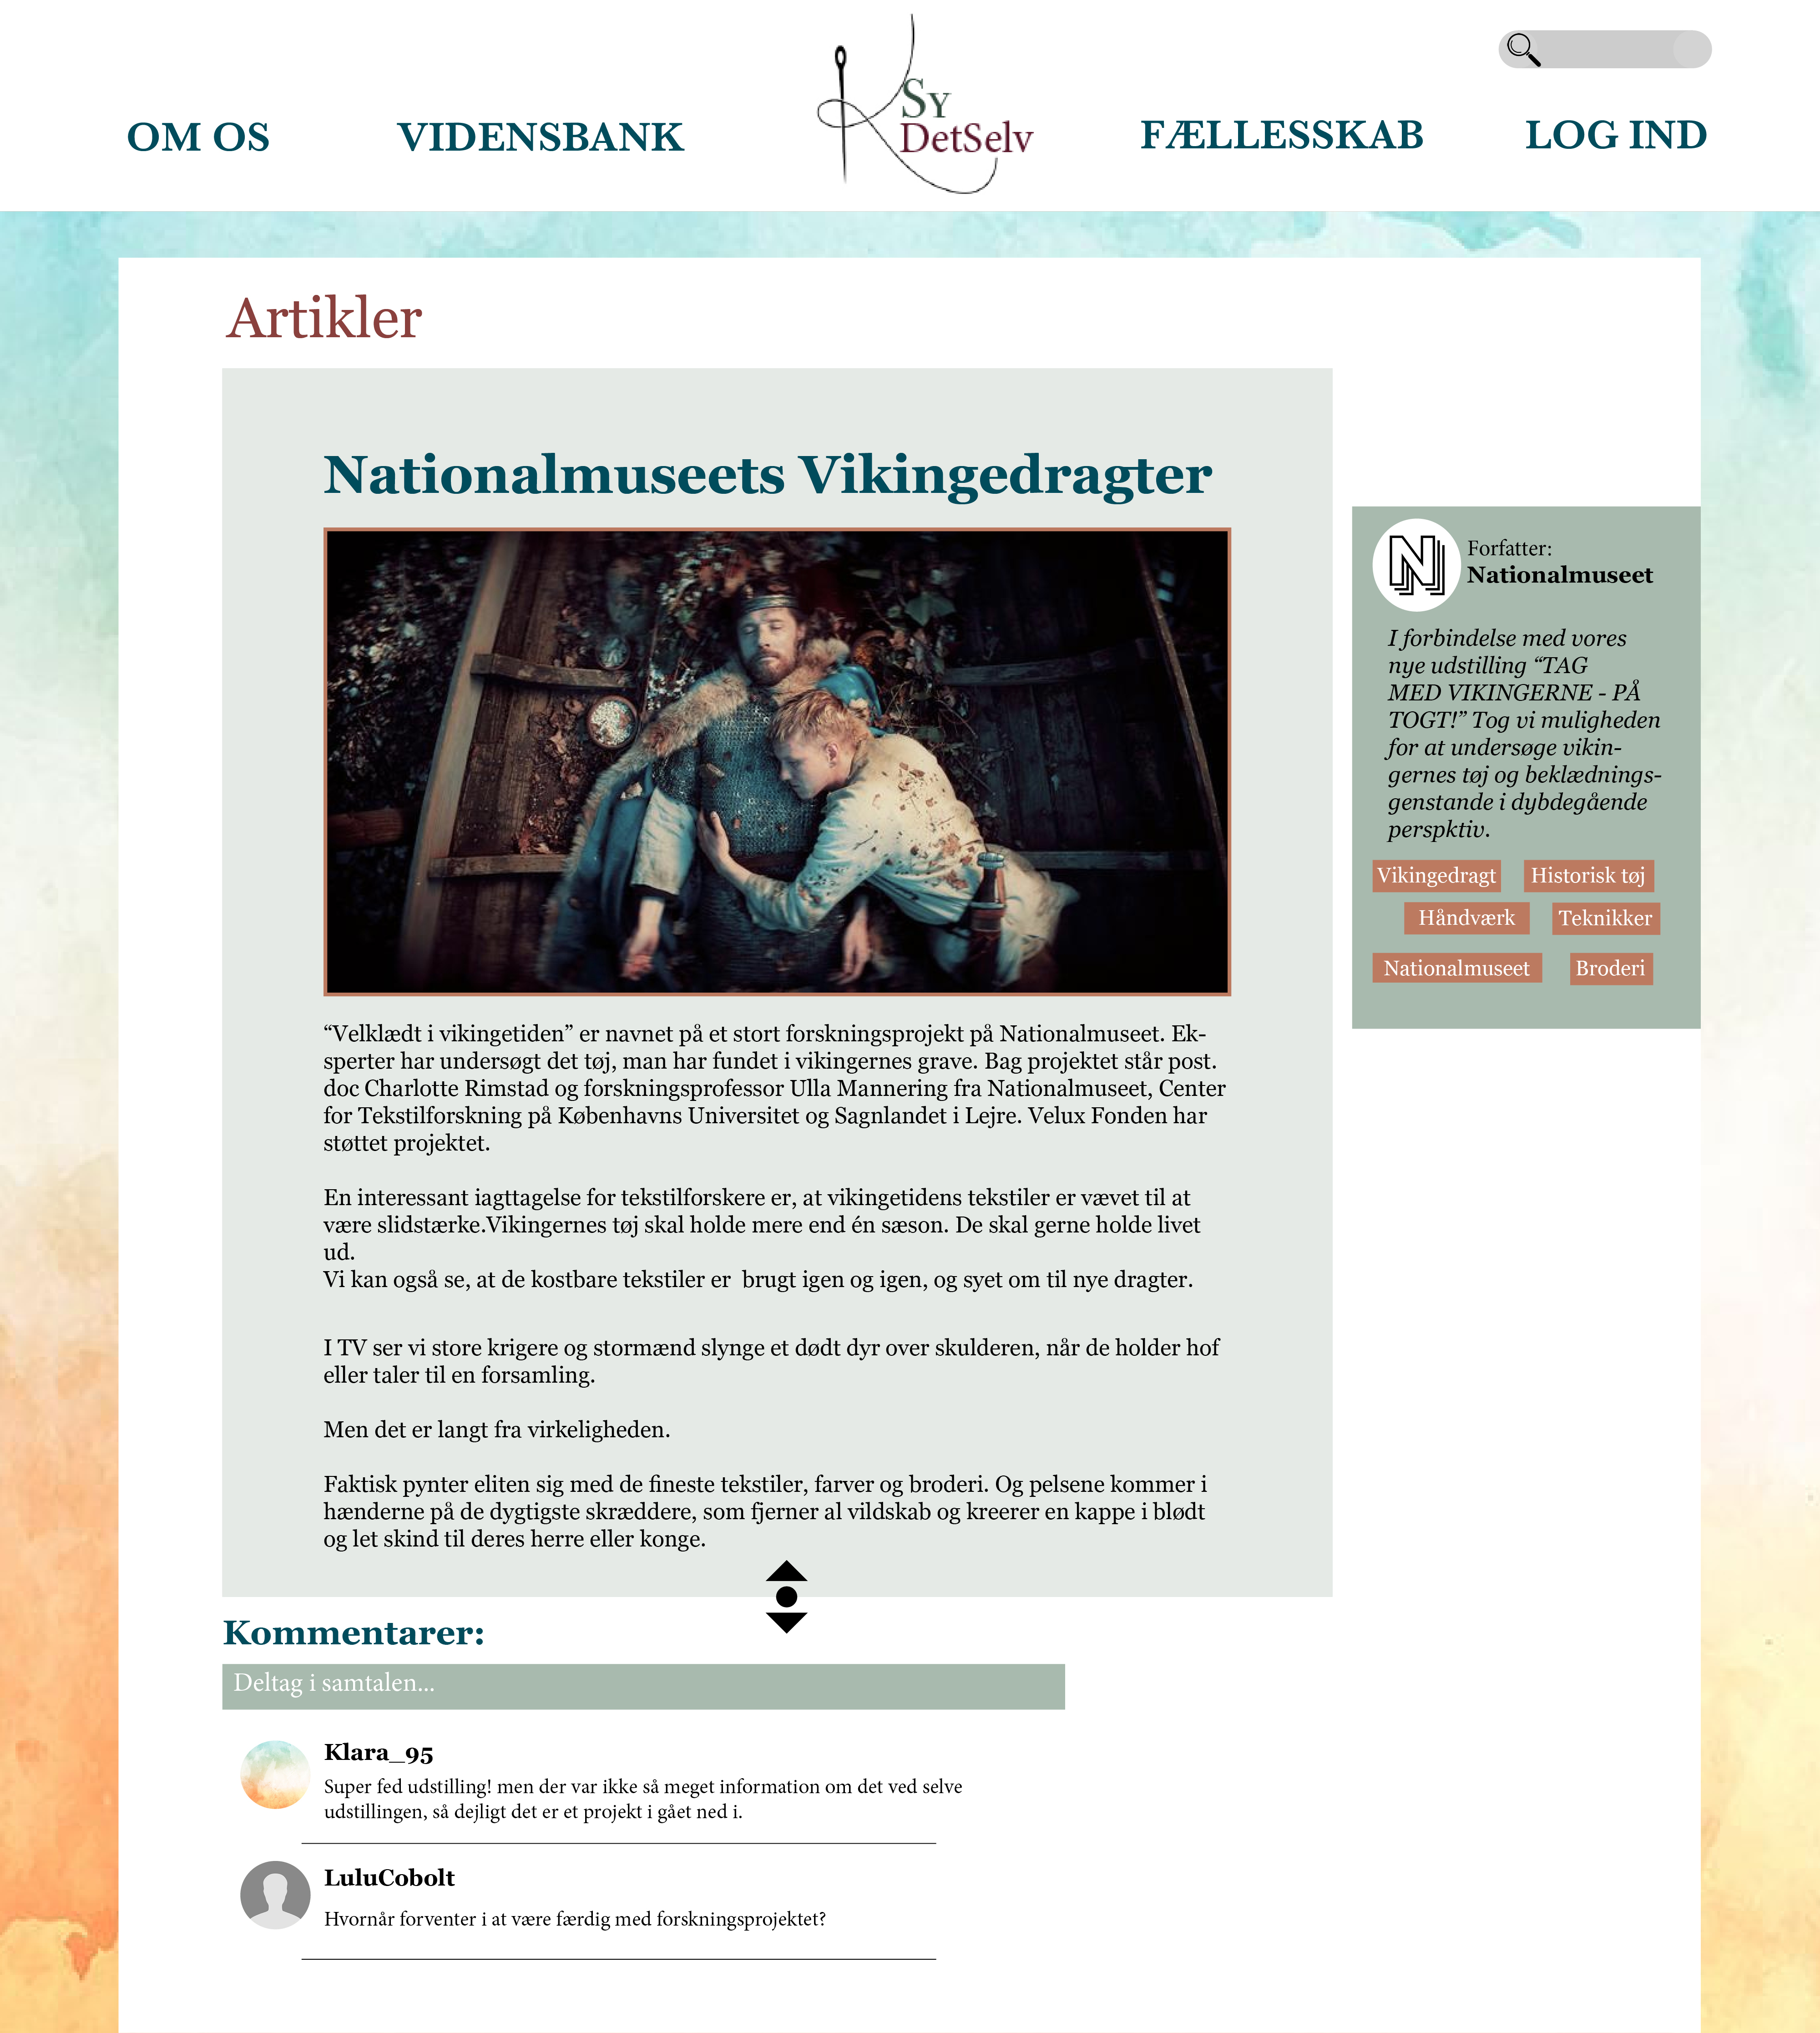 OM OS
VIDENSBANK
Sy
DetSelv
FÆLLESSKAB
LOG IND
Artikler
Nationalmuseets Vikingedragter
“Velklædt i vikingetiden” er navnet på et stort forskningsprojekt på Nationalmuseet. Ek-
sperter har undersøgt det tøj, man har fundet i vikingernes grave. Bag projektet står post.
doc Charlotte Rimstad og forskningsprofessor Ulla Mannering fra Nationalmuseet, Center
for Tekstilforskning på Københavns Universitet og Sagnlandet i Lejre. Velux Fonden har
støttet projektet.
En interessant iagttagelse for tekstilforskere er, at vikingetidens tekstiler er vævet til at
være slidstærke.Vikingernes tøj skal holde mere end én sæson. De skal gerne holde livet
ud.
Vi kan også se, at de kostbare tekstiler er  brugt igen og igen, og syet om til nye dragter.
I TV ser vi store krigere og stormænd slynge et dødt dyr over skulderen, når de holder hof
eller taler til en forsamling.
Men det er langt fra virkeligheden.
Faktisk pynter eliten sig med de fineste tekstiler, farver og broderi. Og pelsene kommer i
hænderne på de dygtigste skræddere, som fjerner al vildskab og kreerer en kappe i blødt
og let skind til deres herre eller konge.
N
Forfatter:
Nationalmuseet
I forbindelse med vores
nye udstilling “TAG
MED VIKINGERNE - PÅ
TOGT!” Tog vi muligheden
for at undersøge vikin-
gernes tøj og beklædnings-
genstande i dybdegående
perspktiv.
Vikingedragt
Historisk tøj
Håndværk
Teknikker
Nationalmuseet
Broderi
Kommentarer:
Deltag i samtalen...
Klara_95
Super fed udstilling! men der var ikke så meget information om det ved selve
udstillingen, så dejligt det er et projekt i gået ned i.
LuluCobolt
Hvornår forventer i at være færdig med forskningsprojektet?